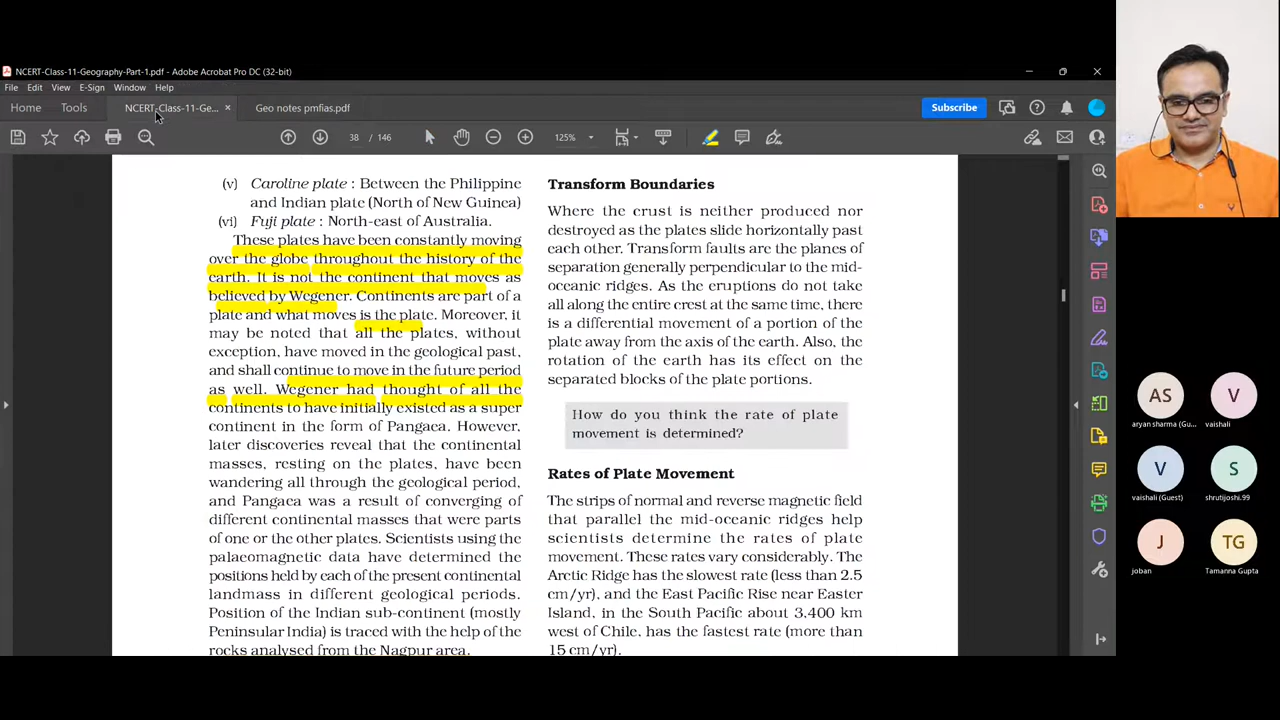 NCERT-Class-11-Geography-Part-1.pdf - Adobe Acrobat Pro DC (32-bit)
File Edit View E-Sign Window Help
Home Tools NCERT-Class-11-Ge... × Geo notes pmfias.pdf Subscribe
38 / 146 125%
(v) Caroline plate : Between the Philippine
and Indian plate (North of New Guinea)
(vi) Fuji plate : North-east of Australia.
These plates have been constantly moving
over the globe throughout the history of the
earth. It is not the continent that moves as
believed by Wegener. Continents are part of a
plate and what moves is the plate. Moreover, it
may be noted that all the plates, without
exception, have moved in the geological past,
and shall continue to move in the future period
as well. Wegener had thought of all the
continents to have initially existed as a super
continent in the form of Pangaea. However,
later discoveries reveal that the continental
masses, resting on the plates, have been
wandering all through the geological period,
and Pangaea was a result of converging of
different continental masses that were parts
of one or the other plates. Scientists using the
palaeomagnetic data have determined the
positions held by each of the present continental
landmass in different geological periods.
Position of the Indian sub-continent (mostly
Peninsular India) is traced with the help of the
rocks analysed from the Nagpur area.
Transform Boundaries
Where the crust is neither produced nor
destroyed as the plates slide horizontally past
each other. Transform faults are the planes of
separation generally perpendicular to the mid-
oceanic ridges. As the eruptions do not take
all along the entire crest at the same time, there
is a differential movement of a portion of the
plate away from the axis of the earth. Also, the
rotation of the earth has its effect on the
separated blocks of the plate portions.
How do you think the rate of plate
movement is determined?
Rates of Plate Movement
The strips of normal and reverse magnetic field
that parallel the mid-oceanic ridges help
scientists determine the rates of plate
movement. These rates vary considerably. The
Arctic Ridge has the slowest rate (less than 2.5
cm/yr), and the East Pacific Rise near Easter
Island, in the South Pacific about 3,400 km
west of Chile, has the fastest rate (more than
15 cm/yr).
AS V
aryan sharma (Gu... vaishali
V S
vaishali (Guest) shrutijoshi.99
J TG
joban Tamanna Gupta